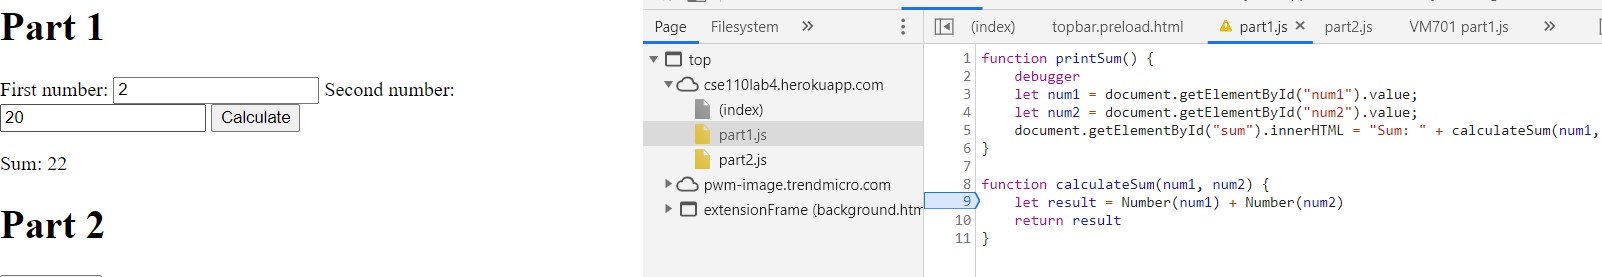 Part 1
First number: 2 Second number:
20 Calculate
Sum: 22
Part 2
Page Filesystem »
top
cse110lab4.herokuapp.com
(index)
part1.js
part2.js
pwm-image.trendmicro.com
extensionFrame (background.htm
(index) topbar.preload.html part1.js × part2.js VM701 part1.js »
1 function printSum() {
2 debugger
3 let num1 = document.getElementById("num1").value;
4 let num2 = document.getElementById("num2").value;
5 document.getElementById("sum").innerHTML = "Sum: " + calculateSum(num1,
6 }
7
8 function calculateSum(num1, num2) {
9 let result = Number(num1) + Number(num2)
10 return result
11 }